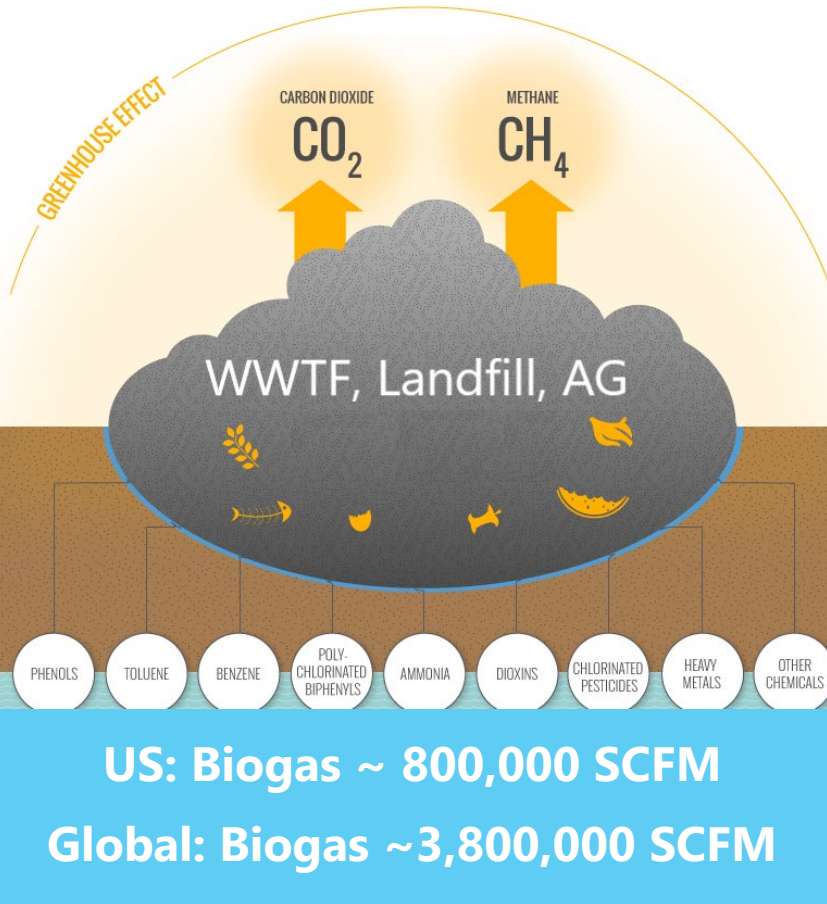 GREENHOUSE EFFECT
CARBON DIOXIDE
CO2
METHANE
CH4
WWTF, Landfill, AG
PHENOLS
TOLUENE
BENZENE
POLY-
CHLORINATED
BIPHENYLS
AMMONIA
DIOXINS
CHLORINATED
PESTICIDES
HEAVY
METALS
OTHER
CHEMICALS
US: Biogas ~ 800,000 SCFM
Global: Biogas ~3,800,000 SCFM